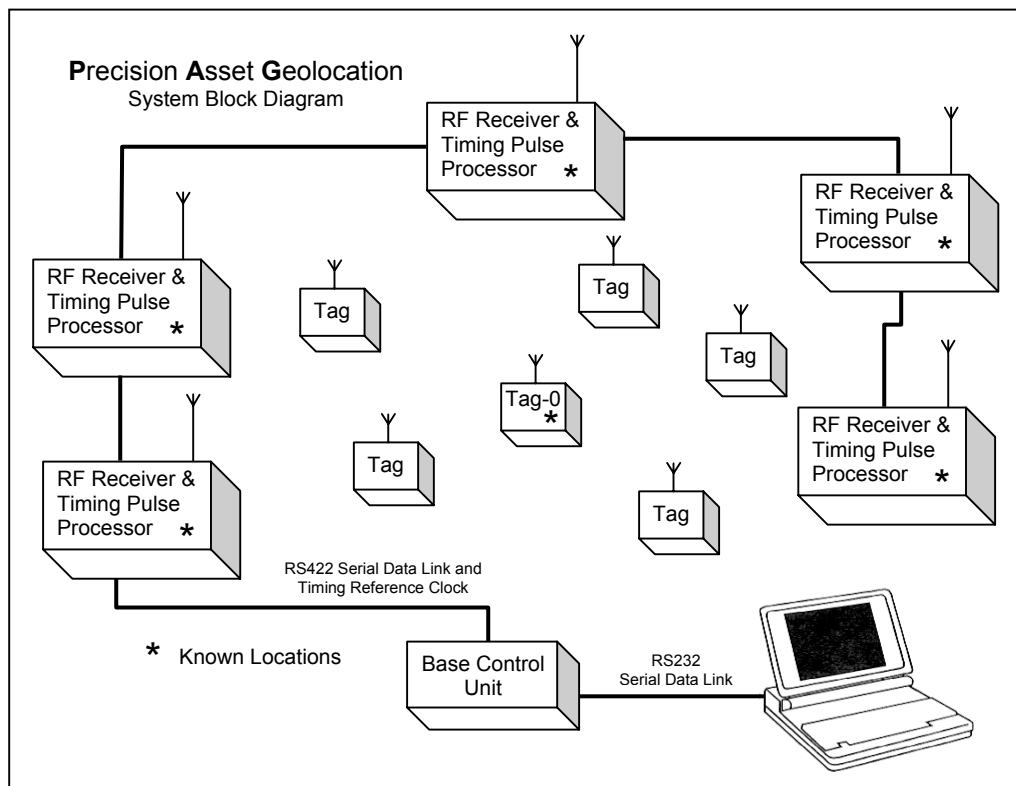 Precision Asset Geolocation
System Block Diagram
RF Receiver &
Timing Pulse
Processor *
RF Receiver &
Timing Pulse
Processor *
RF Receiver &
Timing Pulse
Processor *
Tag
Tag
Tag
Tag-0
*
Tag
Tag
RF Receiver &
Timing Pulse
Processor *
RF Receiver &
Timing Pulse
Processor *
RS422 Serial Data Link and
Timing Reference Clock
* Known Locations
Base Control
Unit
RS232
Serial Data Link